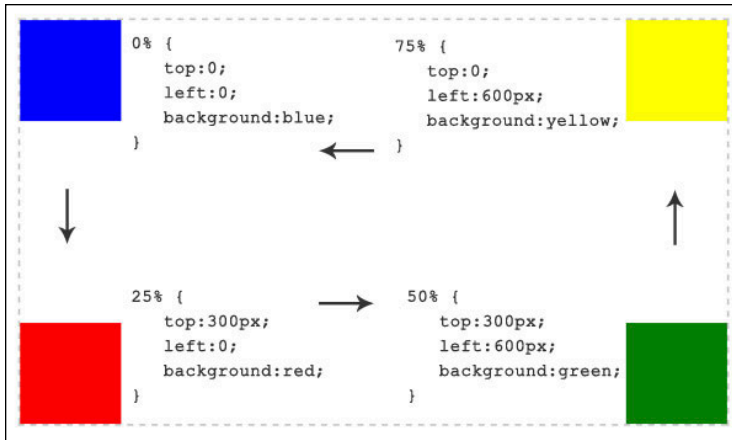 0% {
top:0;
left:0;
background:blue;
}
75% {
top:0;
left:600px;
background:yellow;
}
25% {
top:300px;
left:0;
background:red;
}
50% {
top:300px;
left:600px;
background:green;
}